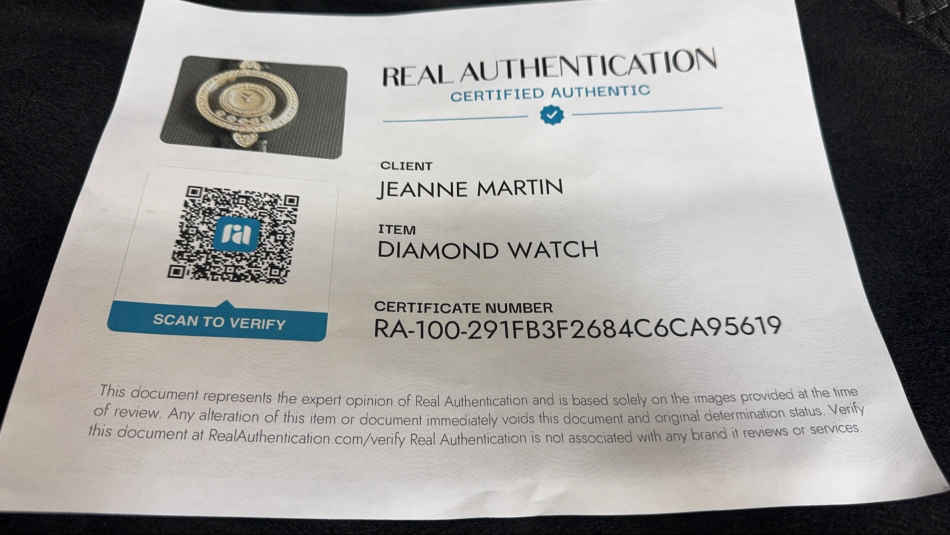 REAL AUTHENTICATION
CERTIFIED AUTHENTIC
CLIENT
JEANNE MARTIN
ITEM
DIAMOND WATCH
CERTIFICATE NUMBER
RA-100-291FB3F2684C6CA95619
ra
SCAN TO VERIFY
This document represents the expert opinion of Real Authentication and is based solely on the images provided at the time
of review. Any alteration of this item or document immediately voids this document and original determination status. Verify
this document at RealAuthentication.com/verify Real Authentication is not associated with any brand it reviews or services.